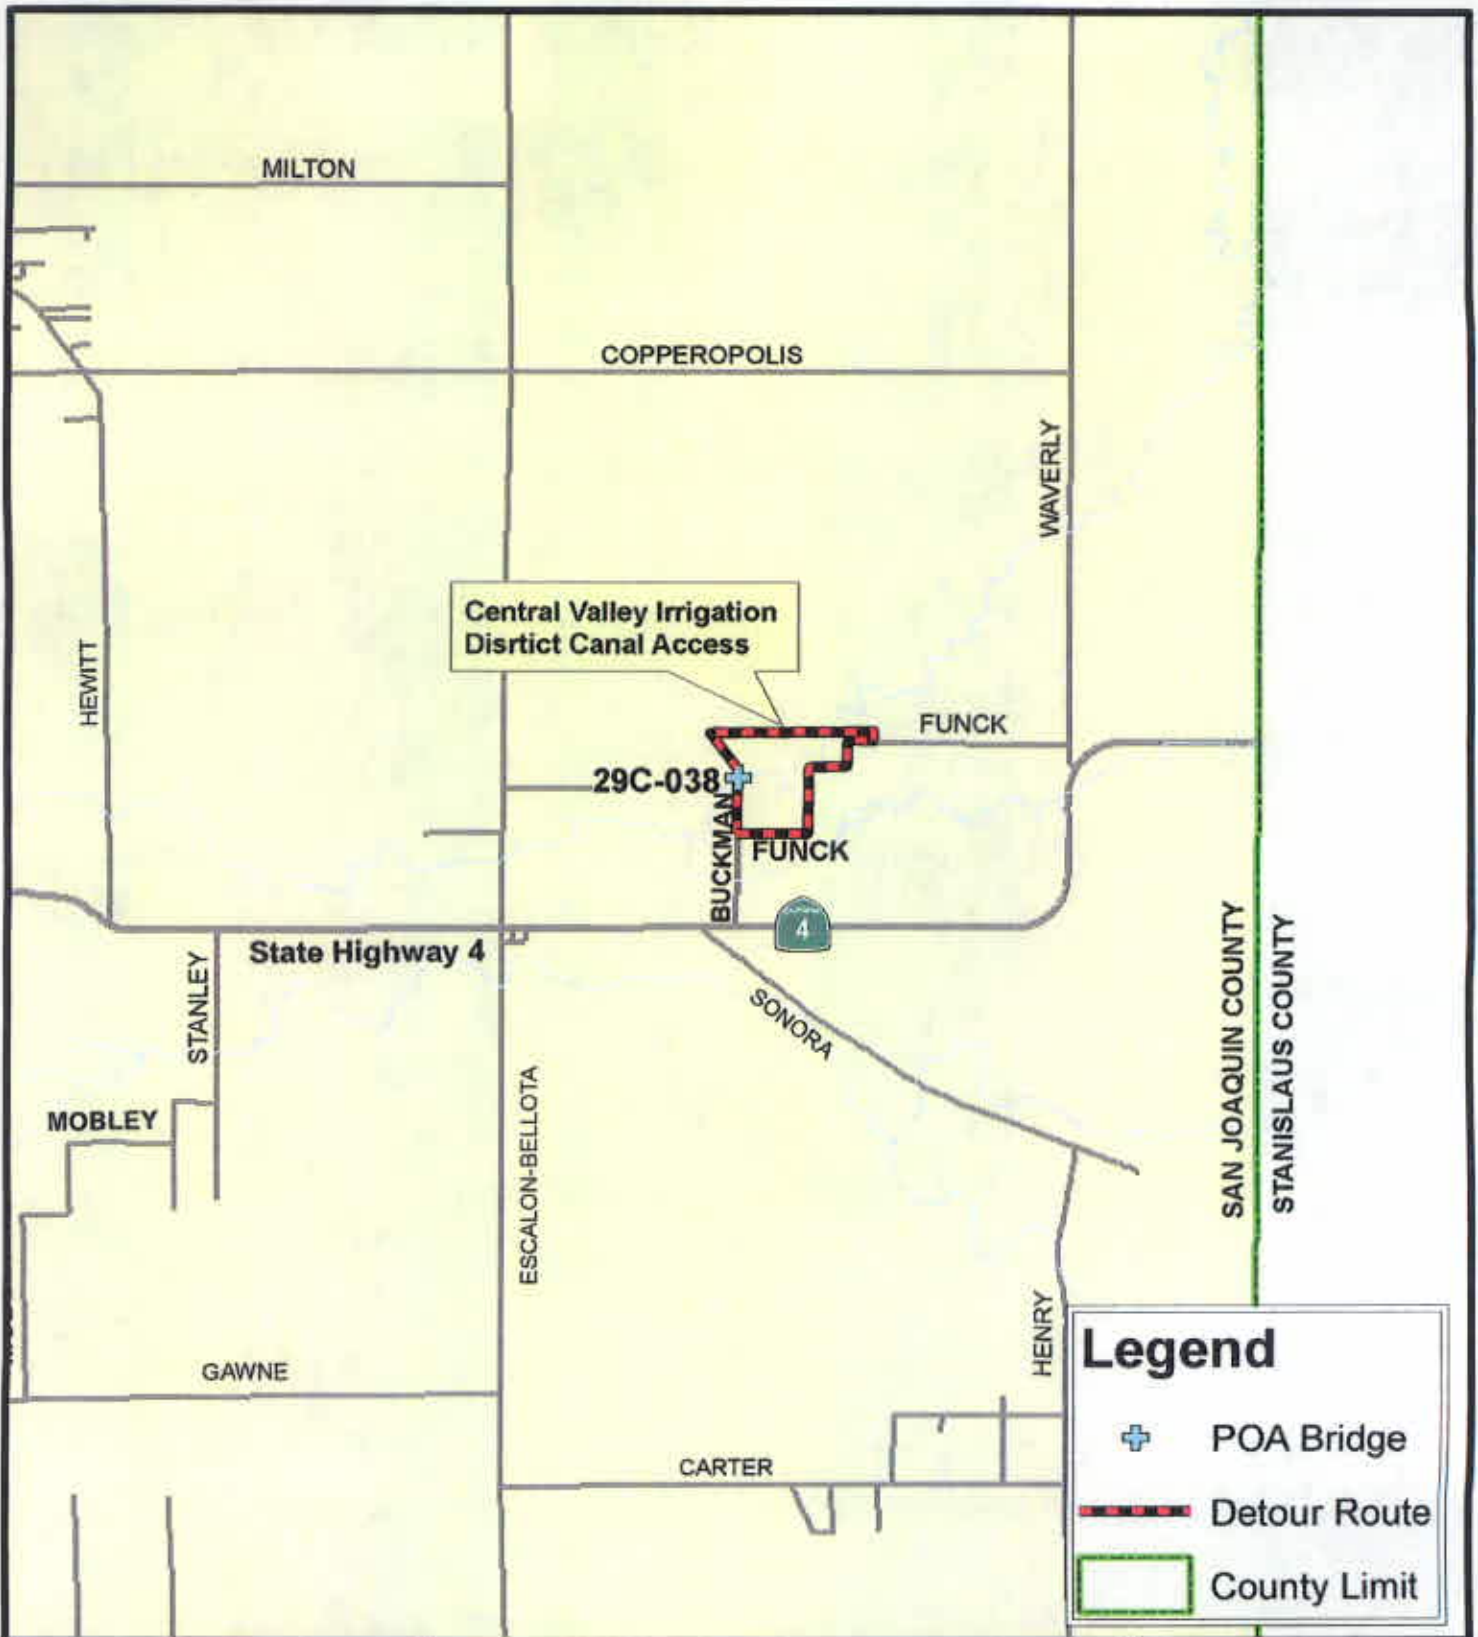 MILTON
COPPEROPOLIS
WAVERLY
Central Valley Irrigation
Disrtict Canal Access
HEWITT
FUNCK
29C-038
BUCKMAN
FUNCK
4
State Highway 4
STANLEY
SONORA
SAN JOAQUIN COUNTY
STANISLAUS COUNTY
ESCALON-BELLOTA
MOBLEY
HENRY
GAWNE
CARTER
Legend
POA Bridge
Detour Route
County Limit